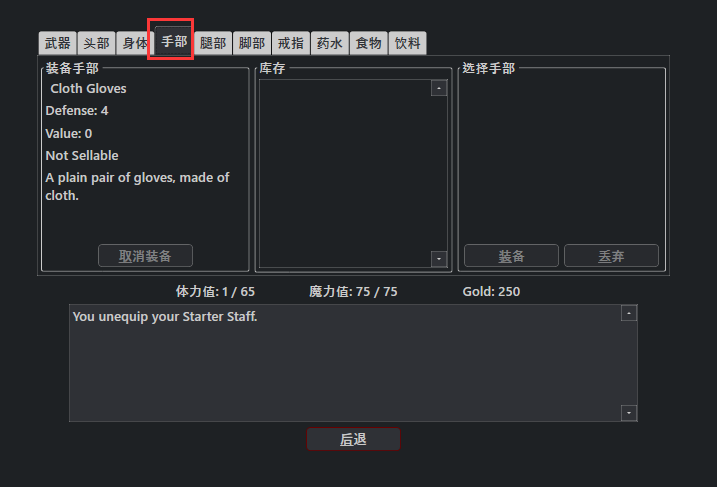 武器 头部 身体 手部 腿部 脚部 戒指 药水 食物 饮料
装备手部
Cloth Gloves
Defense: 4
Value: 0
Not Sellable
A plain pair of gloves, made of
cloth.
取消装备
库存
选择手部
装备 丢弃
体力值: 1 / 65 魔力值: 75 / 75 Gold: 250
You unequip your Starter Staff.
后退